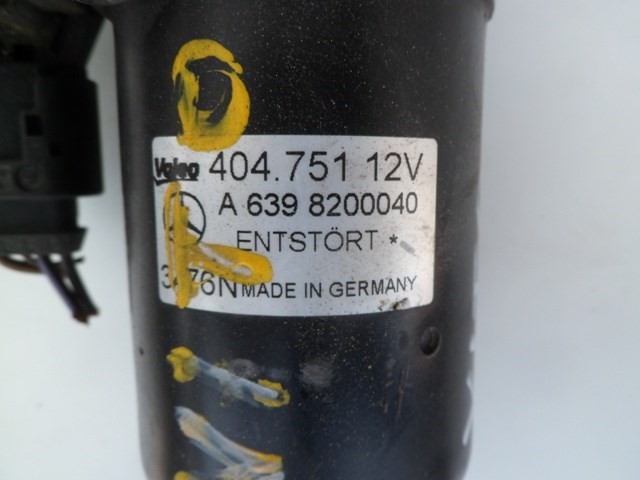 D
Valeo 404.751 12V
A 639 8200040
ENTSTÖRT *
MADE IN GERMANY